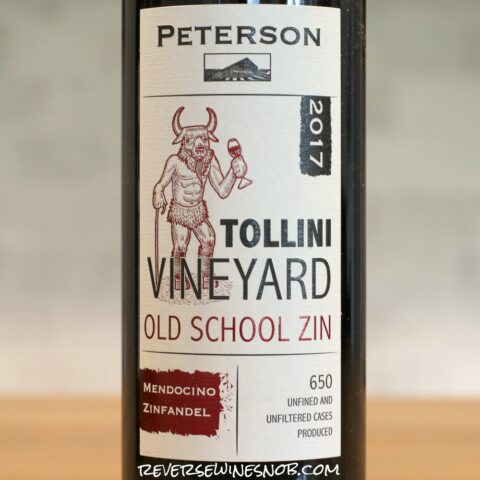 PETERSON
2017
TOLLINI
VINEYARD
OLD SCHOOL ZIN
MENDOCINO
ZINFANDEL
650
UNFINED AND
UNFILTERED CASES
PRODUCED
REVERSEWINESNOB.COM